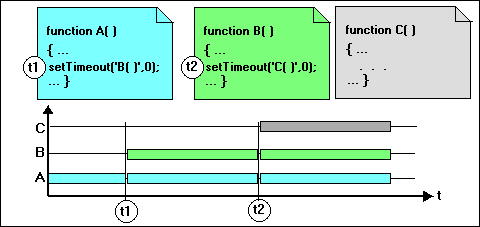 function A( )
{ ...
t1
setTimeout('B( )',0);
... }
function B( )
{ ...
t2
setTimeout('C( )',0);
... }
function C( )
{ ...
. . .
... }
C
B
A
t
t1
t2